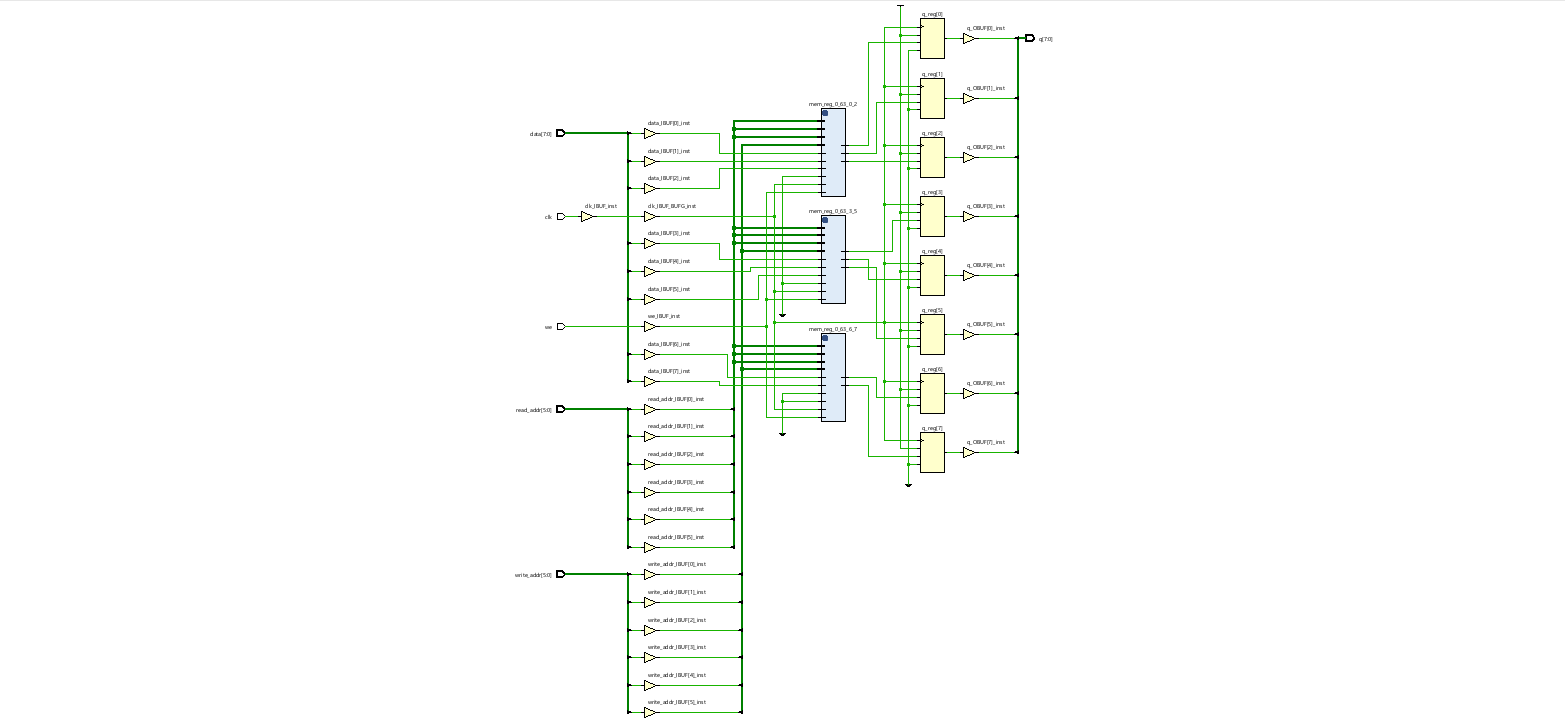 q_reg[0]
q_OBUF[0]_inst
q[7:0]
q_reg[1]
q_OBUF[1]_inst
mem_reg_0_63_0_2
data_IBUF[0]_inst
data[7:0]
q_reg[2]
q_OBUF[2]_inst
data_IBUF[1]_inst
data_IBUF[2]_inst
q_reg[3]
clk_IBUF_inst
clk_IBUF_BUFG_inst
q_OBUF[3]_inst
mem_reg_0_63_3_5
clk
data_IBUF[3]_inst
q_reg[4]
data_IBUF[4]_inst
q_OBUF[4]_inst
data_IBUF[5]_inst
q_reg[5]
we_IBUF_inst
we
q_OBUF[5]_inst
mem_reg_0_63_6_7
data_IBUF[6]_inst
q_reg[6]
data_IBUF[7]_inst
q_OBUF[6]_inst
read_addr_IBUF[0]_inst
read_addr[5:0]
read_addr_IBUF[1]_inst
q_reg[7]
q_OBUF[7]_inst
read_addr_IBUF[2]_inst
read_addr_IBUF[3]_inst
read_addr_IBUF[4]_inst
read_addr_IBUF[5]_inst
write_addr_IBUF[0]_inst
write_addr[5:0]
write_addr_IBUF[1]_inst
write_addr_IBUF[2]_inst
write_addr_IBUF[3]_inst
write_addr_IBUF[4]_inst
write_addr_IBUF[5]_inst